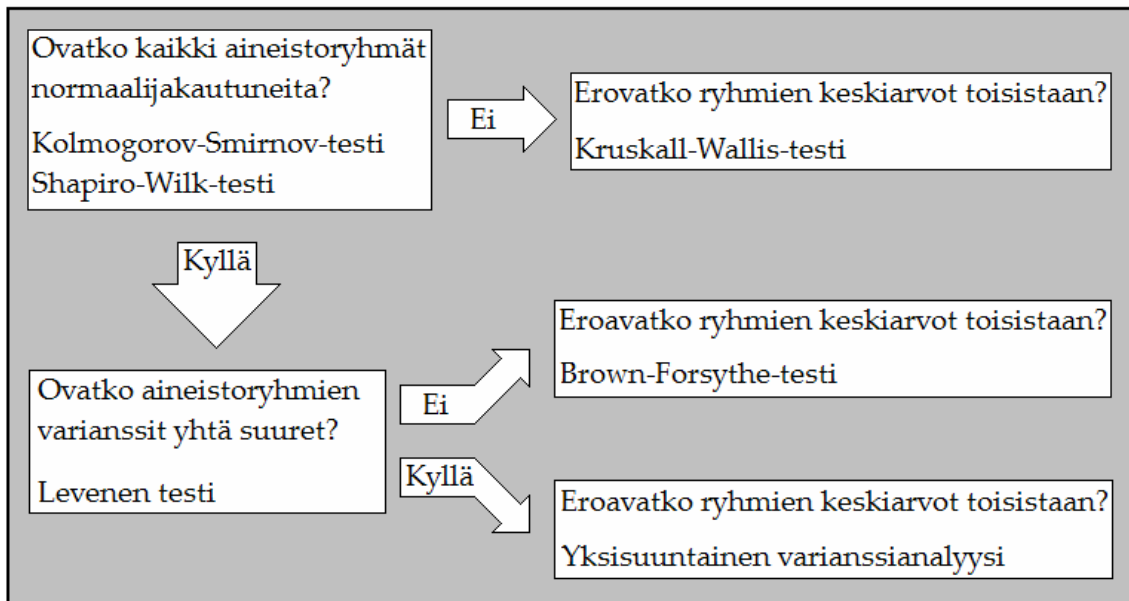 Ovatko kaikki aineistoryhmät
normaalijakautuneita?
Kolmogorov-Smirnov-testi
Shapiro-Wilk-testi
Ei
Erovatko ryhmien keskiarvot toisistaan?
Kruskall-Wallis-testi
Kyllä
Ovatko aineistoryhmien
varianssit yhtä suuret?
Levenen testi
Ei
Eroavatko ryhmien keskiarvot toisistaan?
Brown-Forsythe-testi
Kyllä
Eroavatko ryhmien keskiarvot toisistaan?
Yksisuuntainen varianssianalyysi